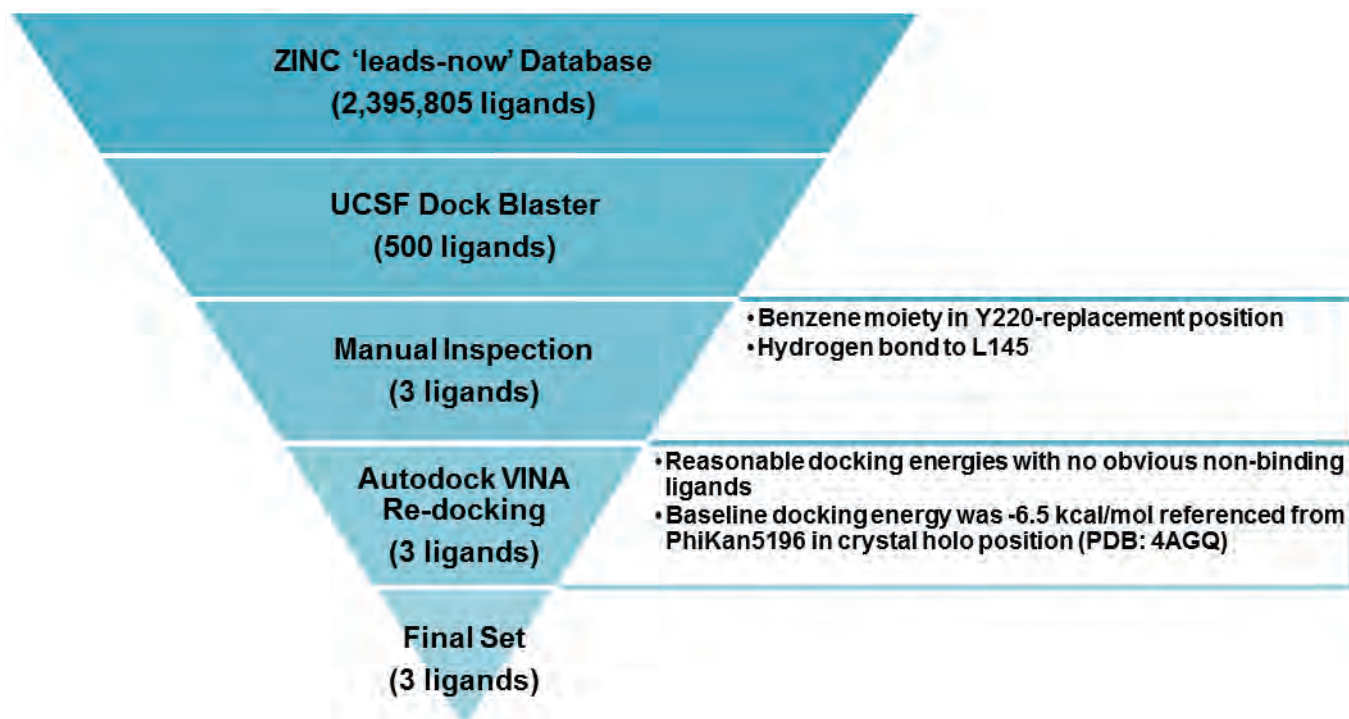 ZINC ‘leads-now’ Database
(2,395,805 ligands)
UCSF Dock Blaster
(500 ligands)
Manual Inspection
(3 ligands)
•Benzene moiety in Y220-replacement position
•Hydrogen bond to L145
Autodock VINA
Re-docking
(3 ligands)
•Reasonable docking energies with no obvious non-binding
ligands
•Baseline docking energy was -6.5 kcal/mol referenced from
PhiKan5196 in crystal holo position (PDB: 4AGQ)
Final Set
(3 ligands)